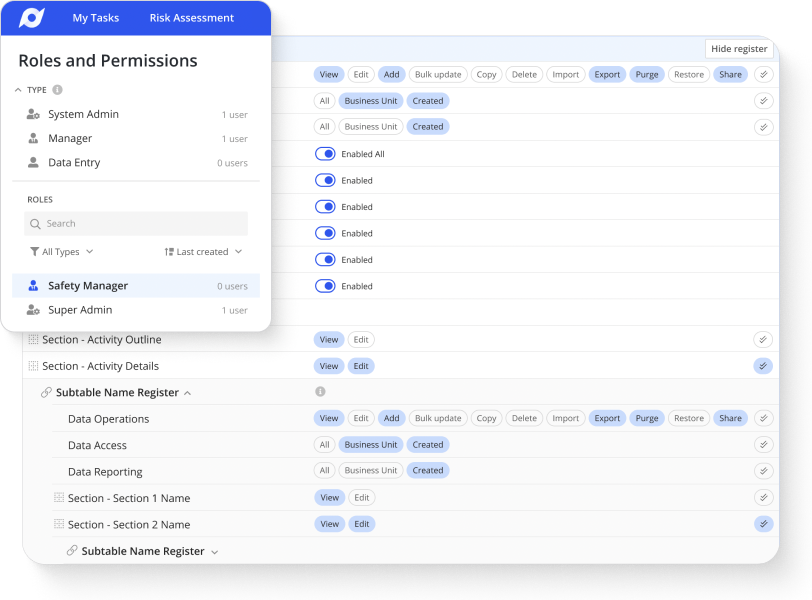 My Tasks Risk Assessment
Roles and Permissions
TYPE
System Admin 1 user
Manager 1 user
Data Entry 0 users
ROLES
Search
All Types Last created
Safety Manager 0 users
Super Admin 1 user
Hide register
View Edit Add Bulk update Copy Delete Import Export Purge Restore Share
All Business Unit Created
All Business Unit Created
Enabled All
Enabled
Enabled
Enabled
Enabled
Enabled
Section - Activity Outline View Edit
Section - Activity Details View Edit
Subtable Name Register
Data Operations View Edit Add Bulk update Copy Delete Import Export Purge Restore Share
Data Access All Business Unit Created
Data Reporting All Business Unit Created
Section - Section 1 Name View Edit
Section - Section 2 Name View Edit
Subtable Name Register